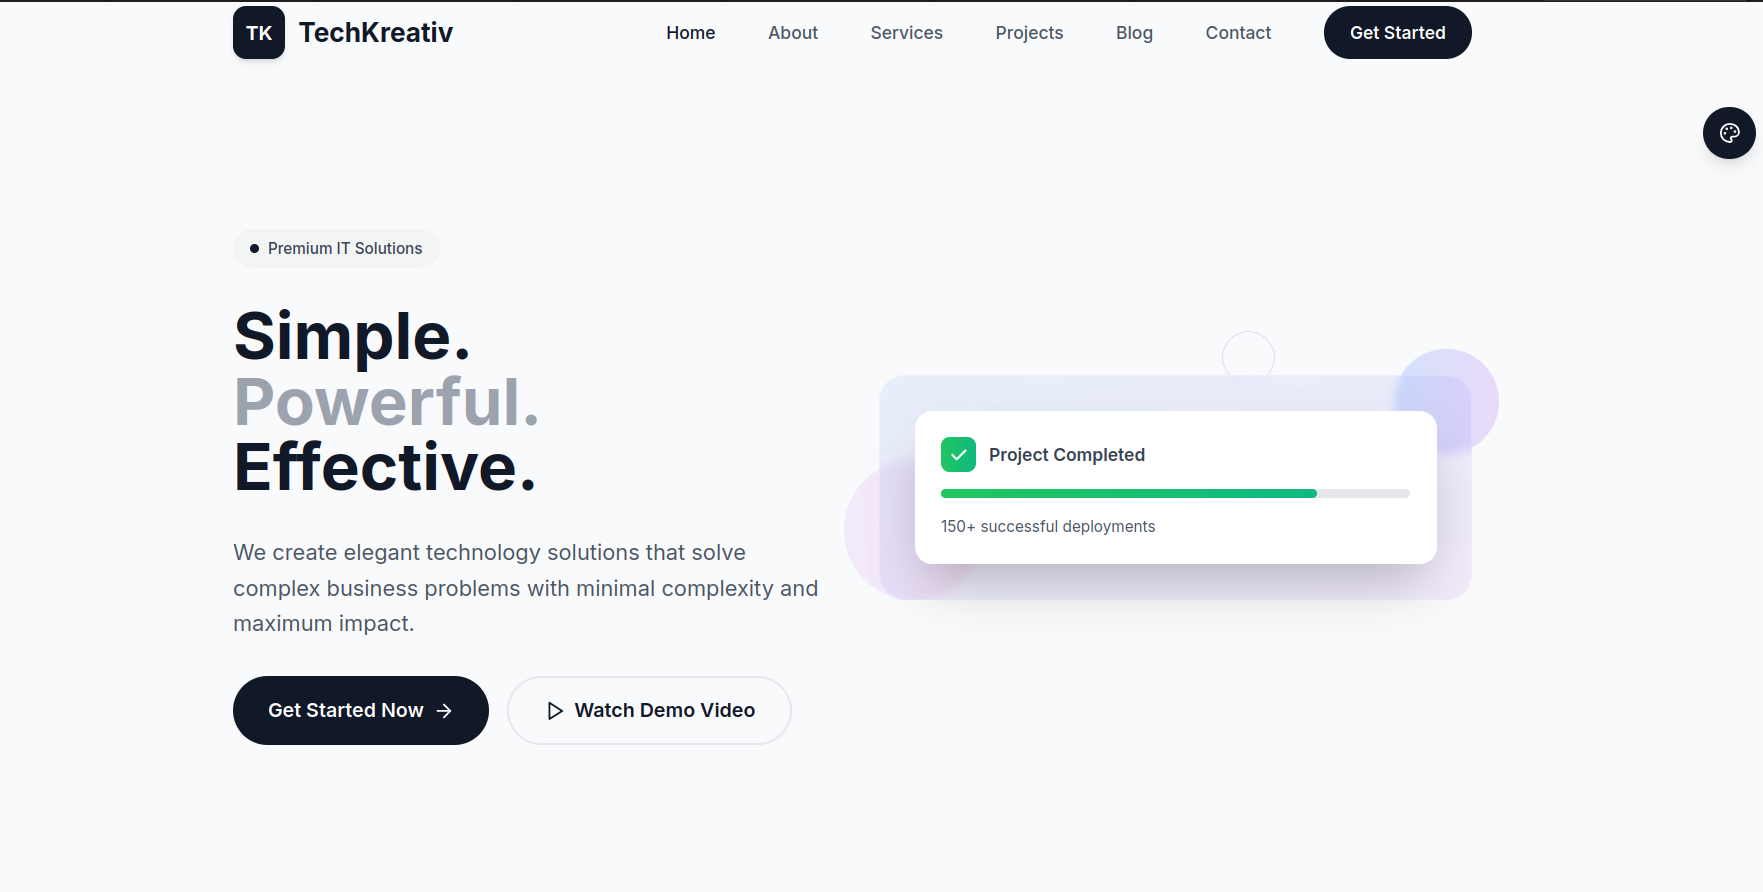 TK TechKreativ Home About Services Projects Blog Contact Get Started
Premium IT Solutions
Simple.
Powerful.
Effective.
We create elegant technology solutions that solve
complex business problems with minimal complexity and
maximum impact.
Get Started Now
Watch Demo Video
Project Completed
150+ successful deployments